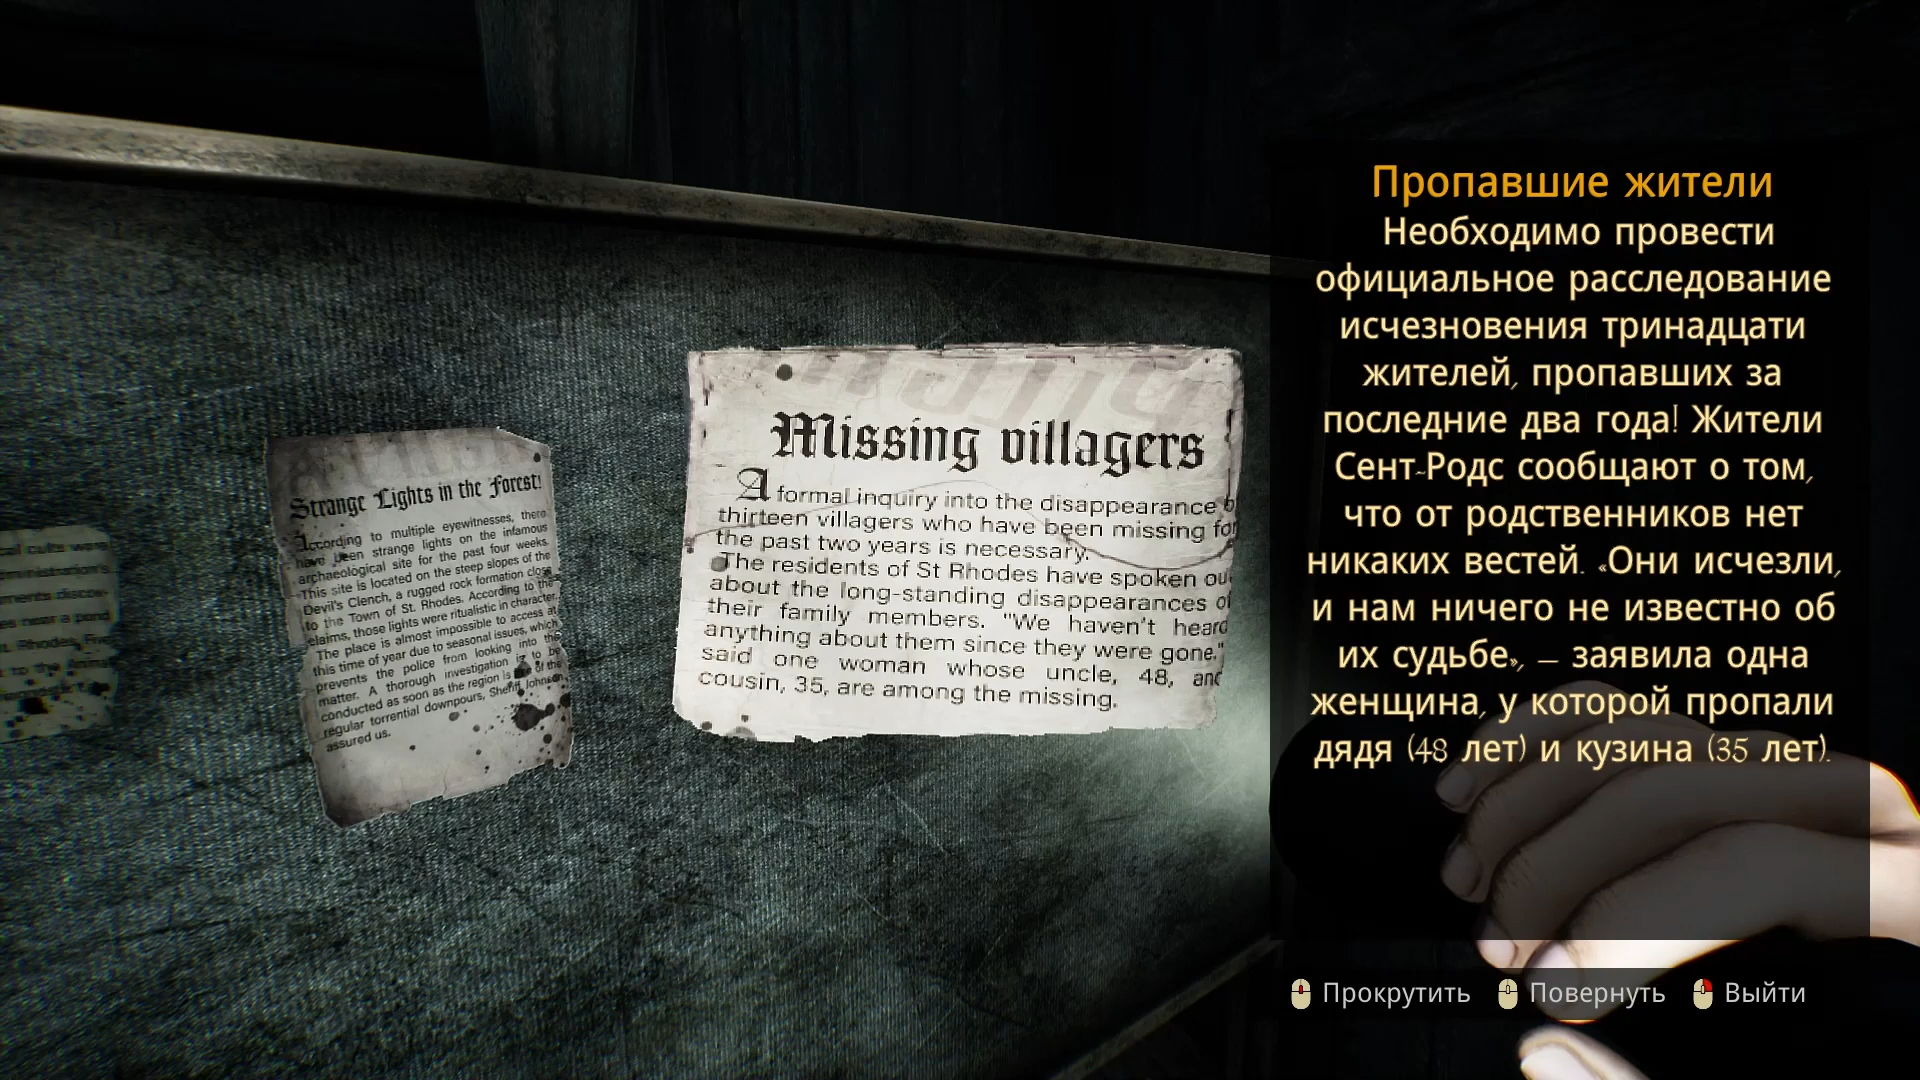 Strange Lights in the Forest!
According to multiple eyewitnesses, there
have been strange lights on the infamous
archaeological site for the past four weeks.
This site is located on the steep slopes of the
Devil's Clench, a rugged rock formation close
to the Town of St. Rhodes. According to the
claims, those lights were ritualistic in character.
The place is almost impossible to access at
this time of year due to seasonal issues, which
prevents the police from looking into the
matter. A thorough investigation is to be
conducted as soon as the region is of the
regular torrential downpours, Sheriff Johnson
assured us.
Missing villagers
A formal inquiry into the disappearance
thirteen villagers who have been missing for
the past two years is necessary.
The residents of St Rhodes have spoken out
about the long-standing disappearances of
their family members. "We haven't heard
anything about them since they were gone."
said one woman whose uncle, 48, and
cousin, 35, are among the missing.
Пропавшие жители
Необходимо провести
официальное расследование
исчезновения тринадцати
жителей, пропавших за
последние два года! Жители
Сент-Родс сообщают о том,
что от родственников нет
никаких вестей. «Они исчезли,
и нам ничего не известно об
их судьбе», — заявила одна
женщина, у которой пропали
дядя (48 лет) и кузина (35 лет).
Прокрутить Повернуть Выйти